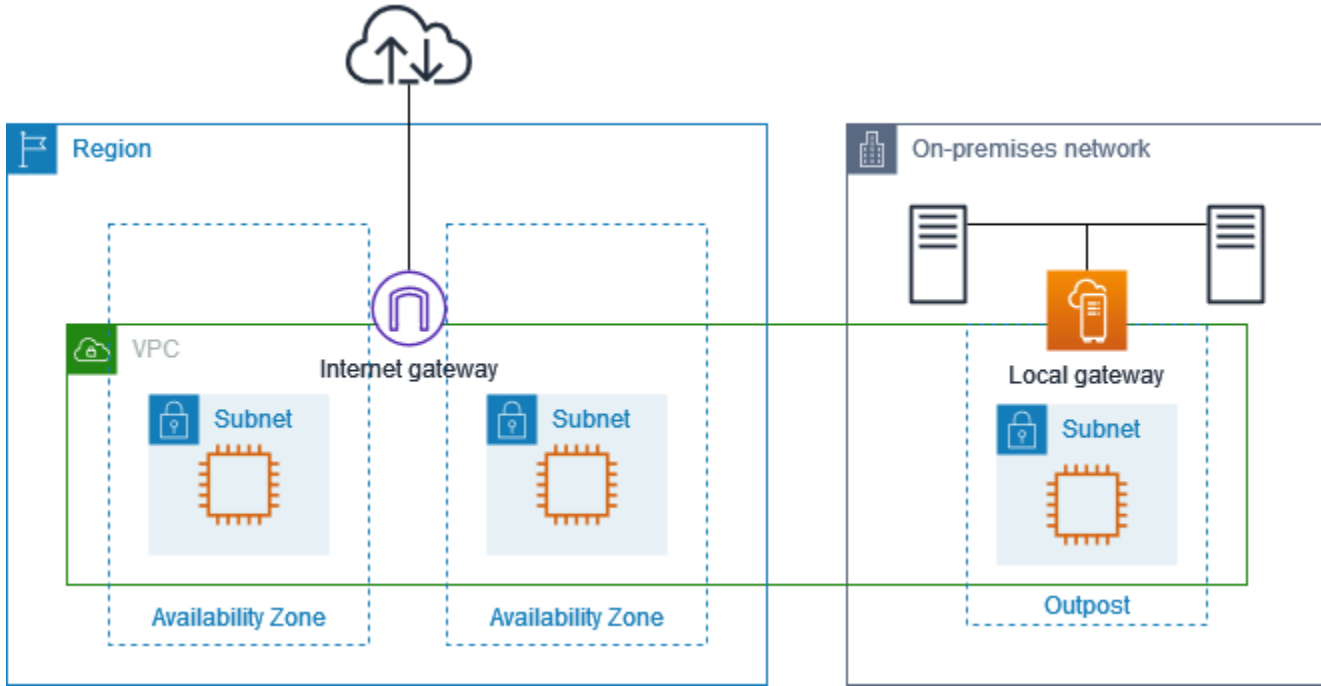 Region
On-premises network
VPC
Internet gateway
Local gateway
Subnet
Subnet
Subnet
Availability Zone
Availability Zone
Outpost